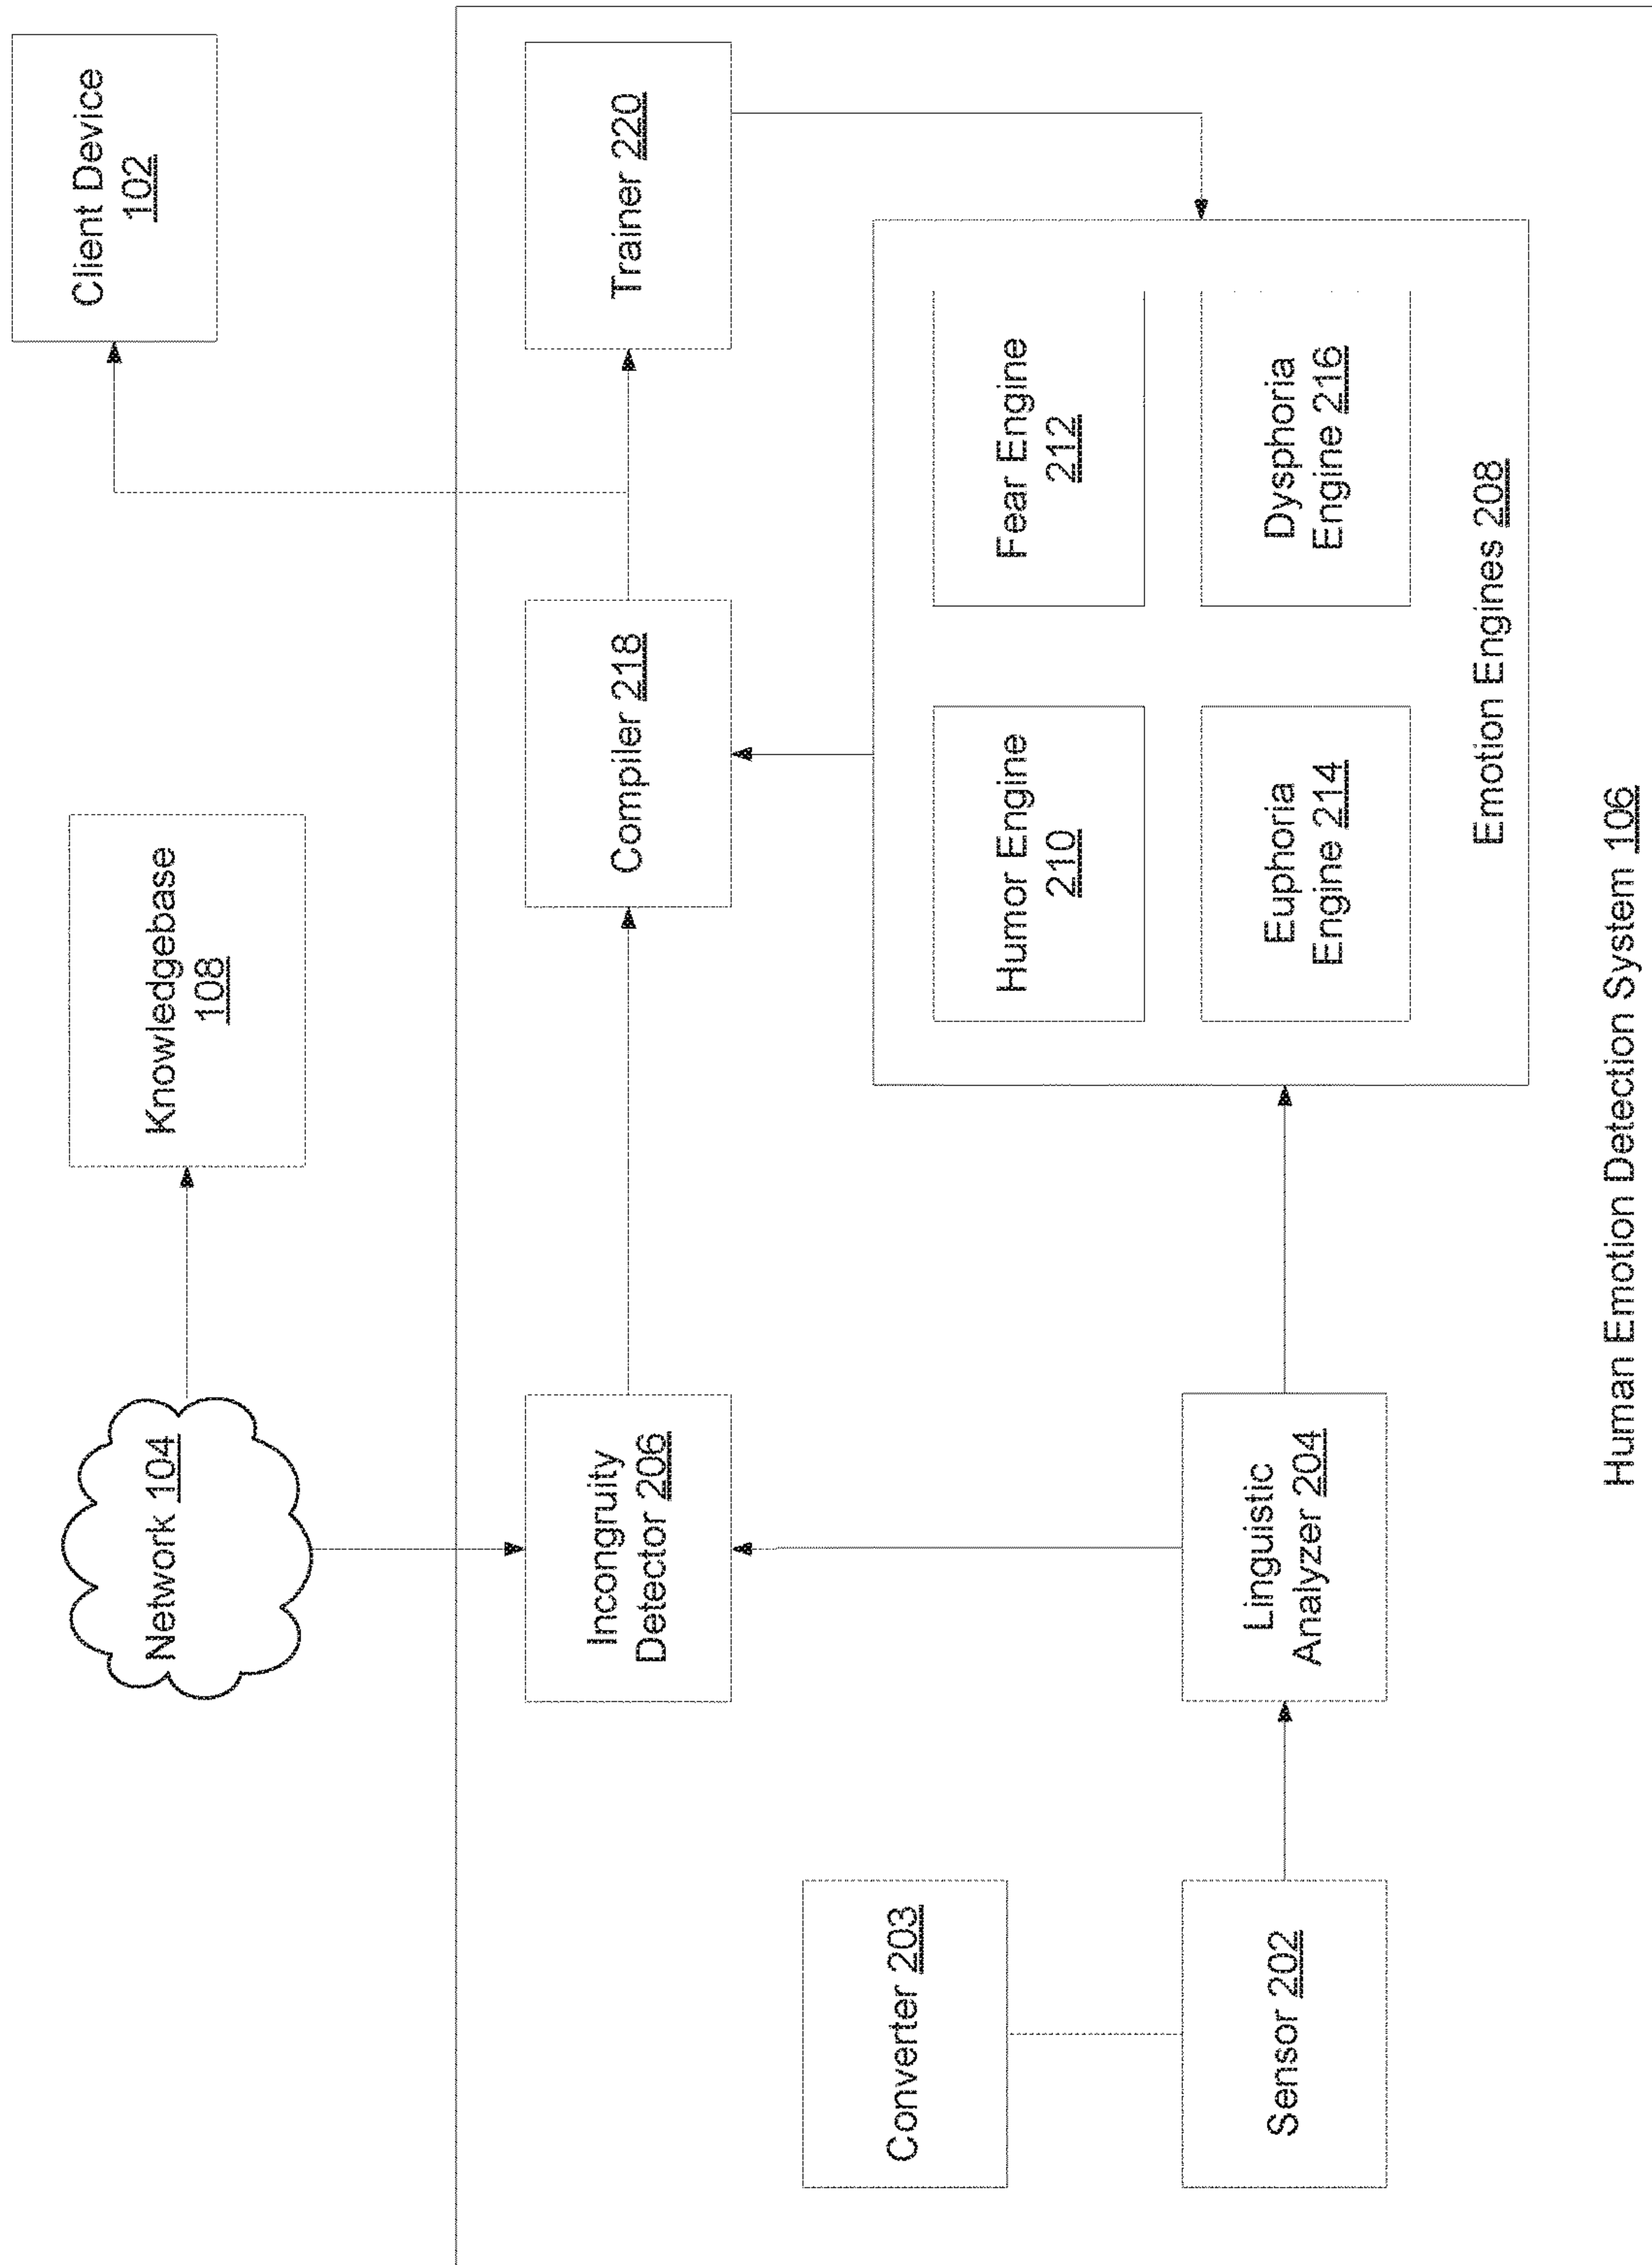 Client Device
102
Knowledgebase
108
Network 104
Trainer 220
Compiler 218
Incongruity
Detector 206
Fear Engine
212
Humor Engine
210
Dysphoria
Engine 216
Euphoria
Engine 214
Emotion Engines 208
Linguistic
Analyzer 204
Converter 203
Sensor 202
Human Emotion Detection System 106